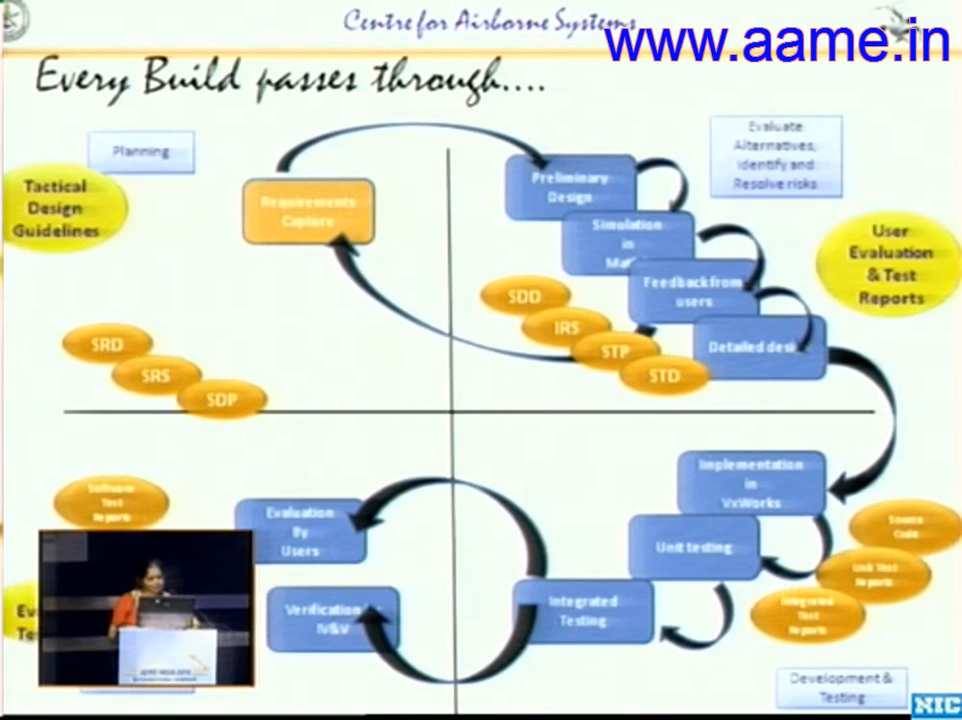 Centre for Airborne Systems
www.aame.in
Every Build passes through....
Planning
Tactical
Design
Guidelines
Requirements
Capture
Preliminary
Design
Simulation
in
Feedback from
users
Detailed
Evaluate
Alternatives,
Identify and
Resolve risks
User
Evaluation
& Test
Reports
SDD
IRS
STP
STD
SRD
SRS
SDP
Software
Test
Reports
Evaluation
By
Users
Verification
IV&V
Integrated
Testing
Implementation
in
VxWorks
Unit testing
Source
Code
Unit Test
Reports
Integrated
Test
Reports
Development &
Testing
NIC